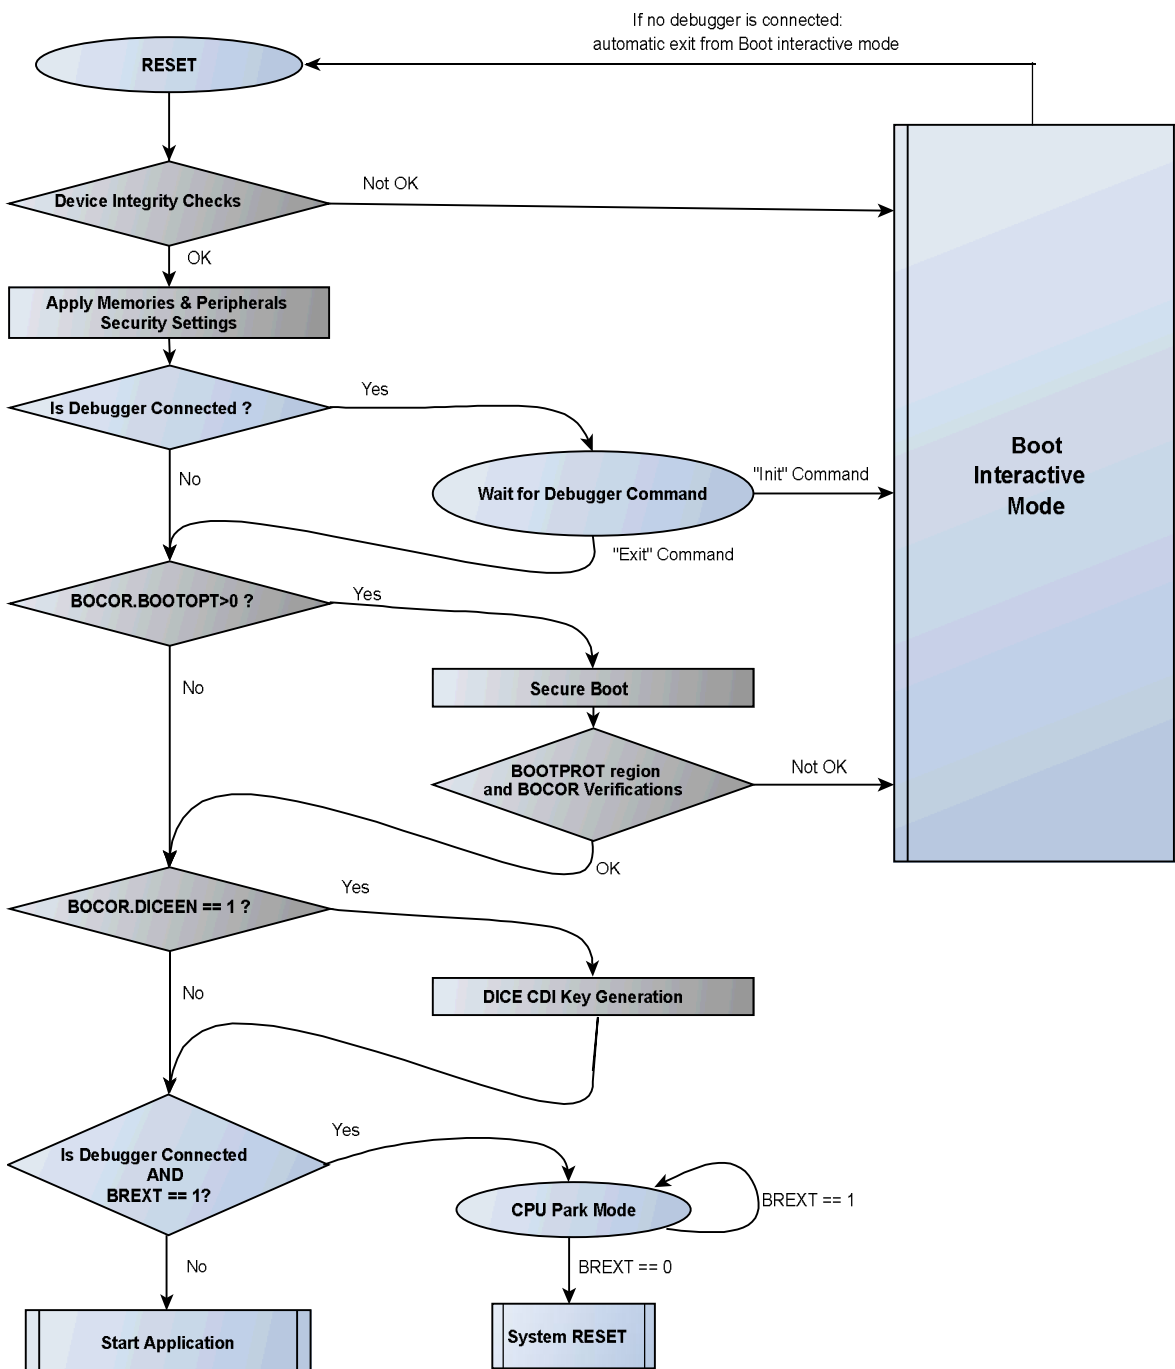 If no debugger is connected:
automatic exit from Boot interactive mode
RESET
Device Integrity Checks
Not OK
OK
Apply Memories & Peripherals
Security Settings
Is Debugger Connected ?
Yes
No
Wait for Debugger Command
"Init" Command
"Exit" Command
Boot
Interactive
Mode
BOCOR.BOOTOPT>0 ?
Yes
No
Secure Boot
BOOTPROT region
and BOCOR Verifications
Not OK
OK
BOCOR.DICEEN == 1 ?
Yes
No
DICE CDI Key Generation
Is Debugger Connected
AND
BREXT == 1?
Yes
No
CPU Park Mode
BREXT == 1
BREXT == 0
Start Application
System RESET